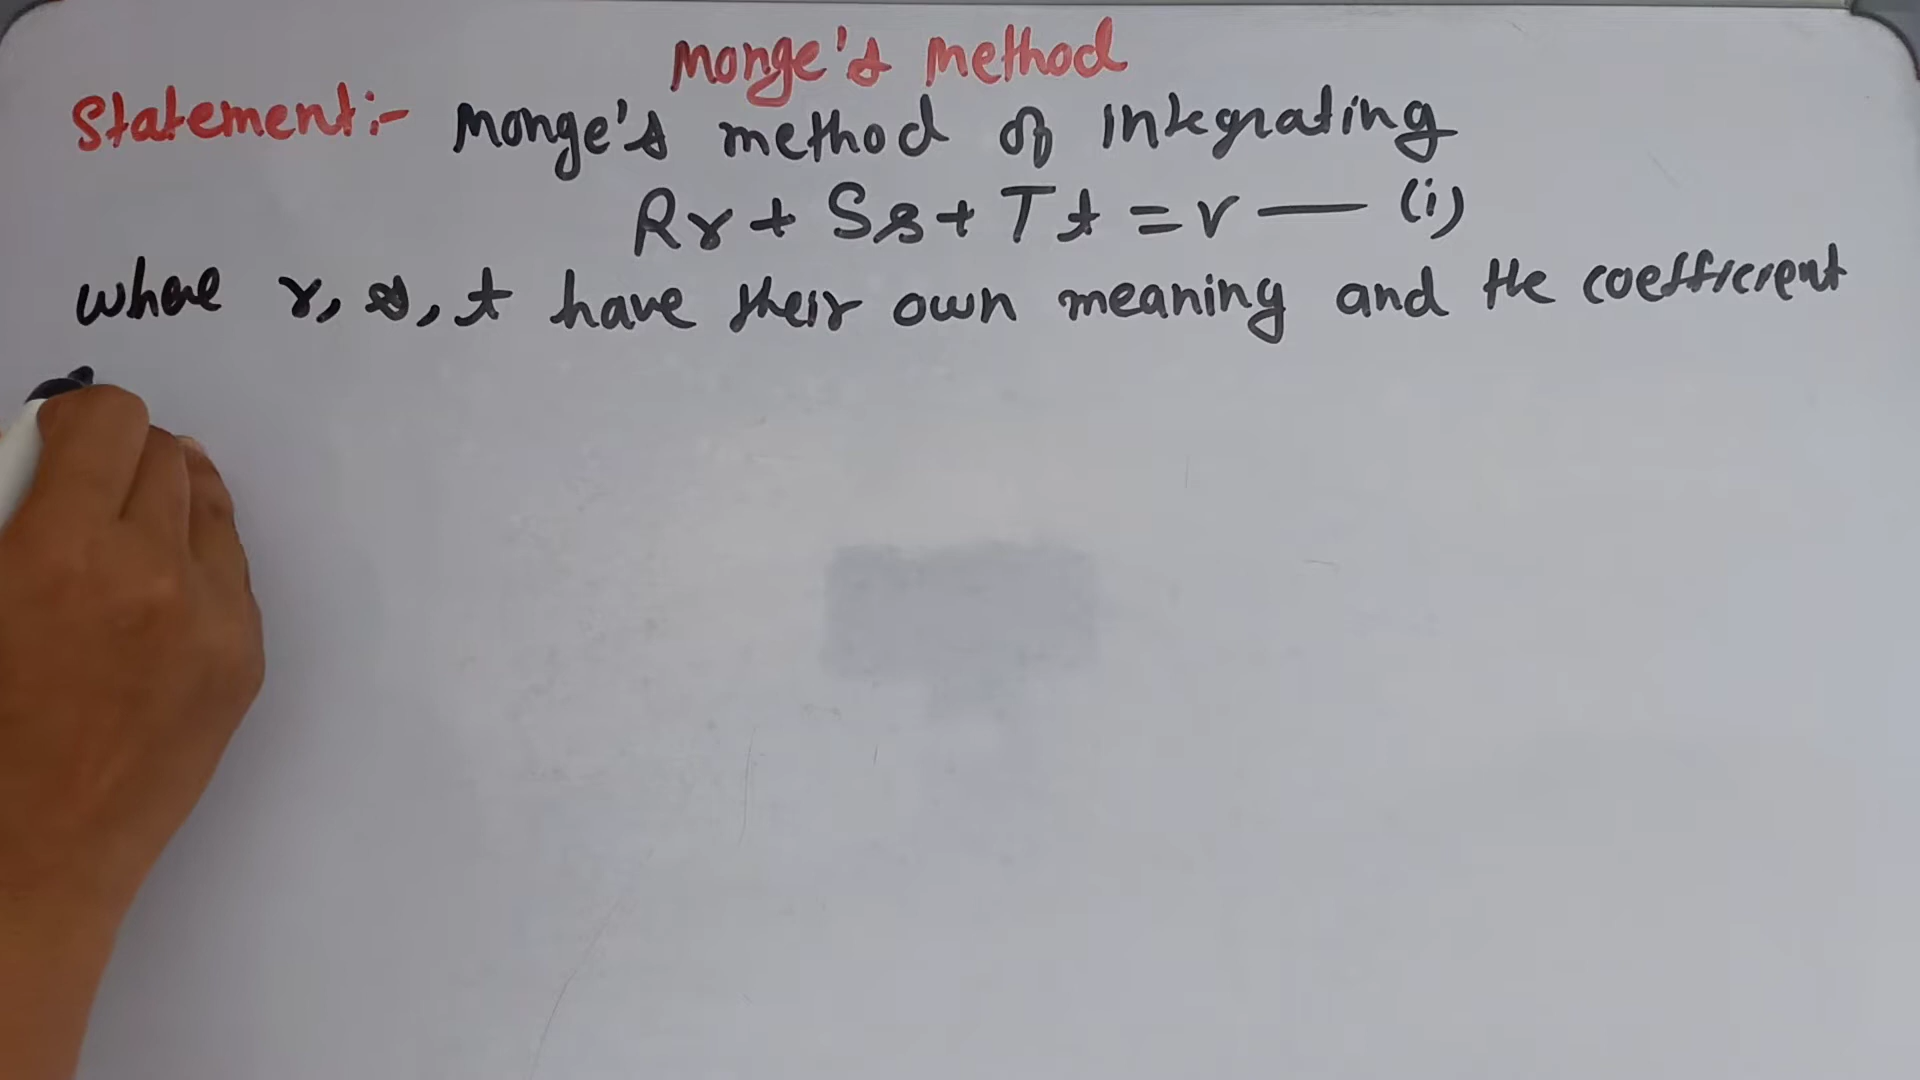 Monge's Method
Statement:- Monge's method of integrating
Rr + Ss + Tt = V — (i)
where r, s, t have their own meaning and the coefficient